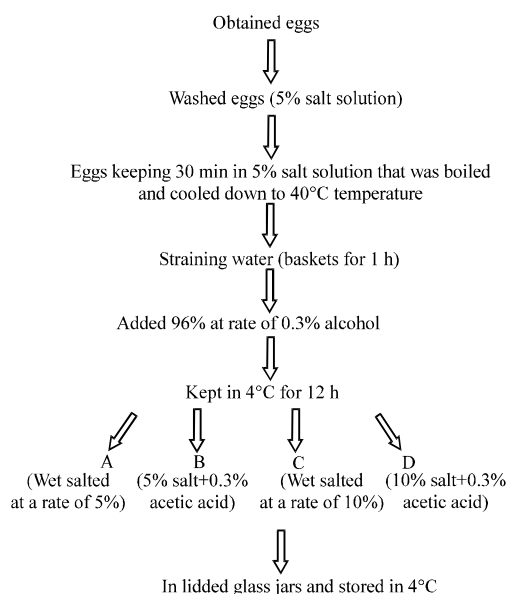 Obtained eggs
Washed eggs (5% salt solution)
Eggs keeping 30 min in 5% salt solution that was boiled
and cooled down to 40°C temperature
Straining water (baskets for 1 h)
Added 96% at rate of 0.3% alcohol
Kept in 4°C for 12 h
A B C D
(Wet salted (5% salt+0.3% (Wet salted (10% salt+0.3%
at a rate of 5%) acetic acid) at a rate of 10%) acetic acid)
In lidded glass jars and stored in 4°C